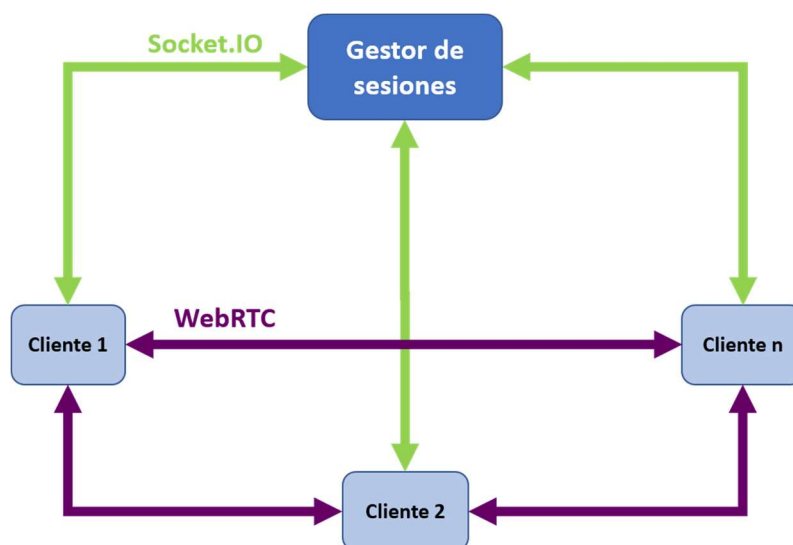 Socket.IO
Gestor de
sesiones
WebRTC
Cliente 1
Cliente n
Cliente 2